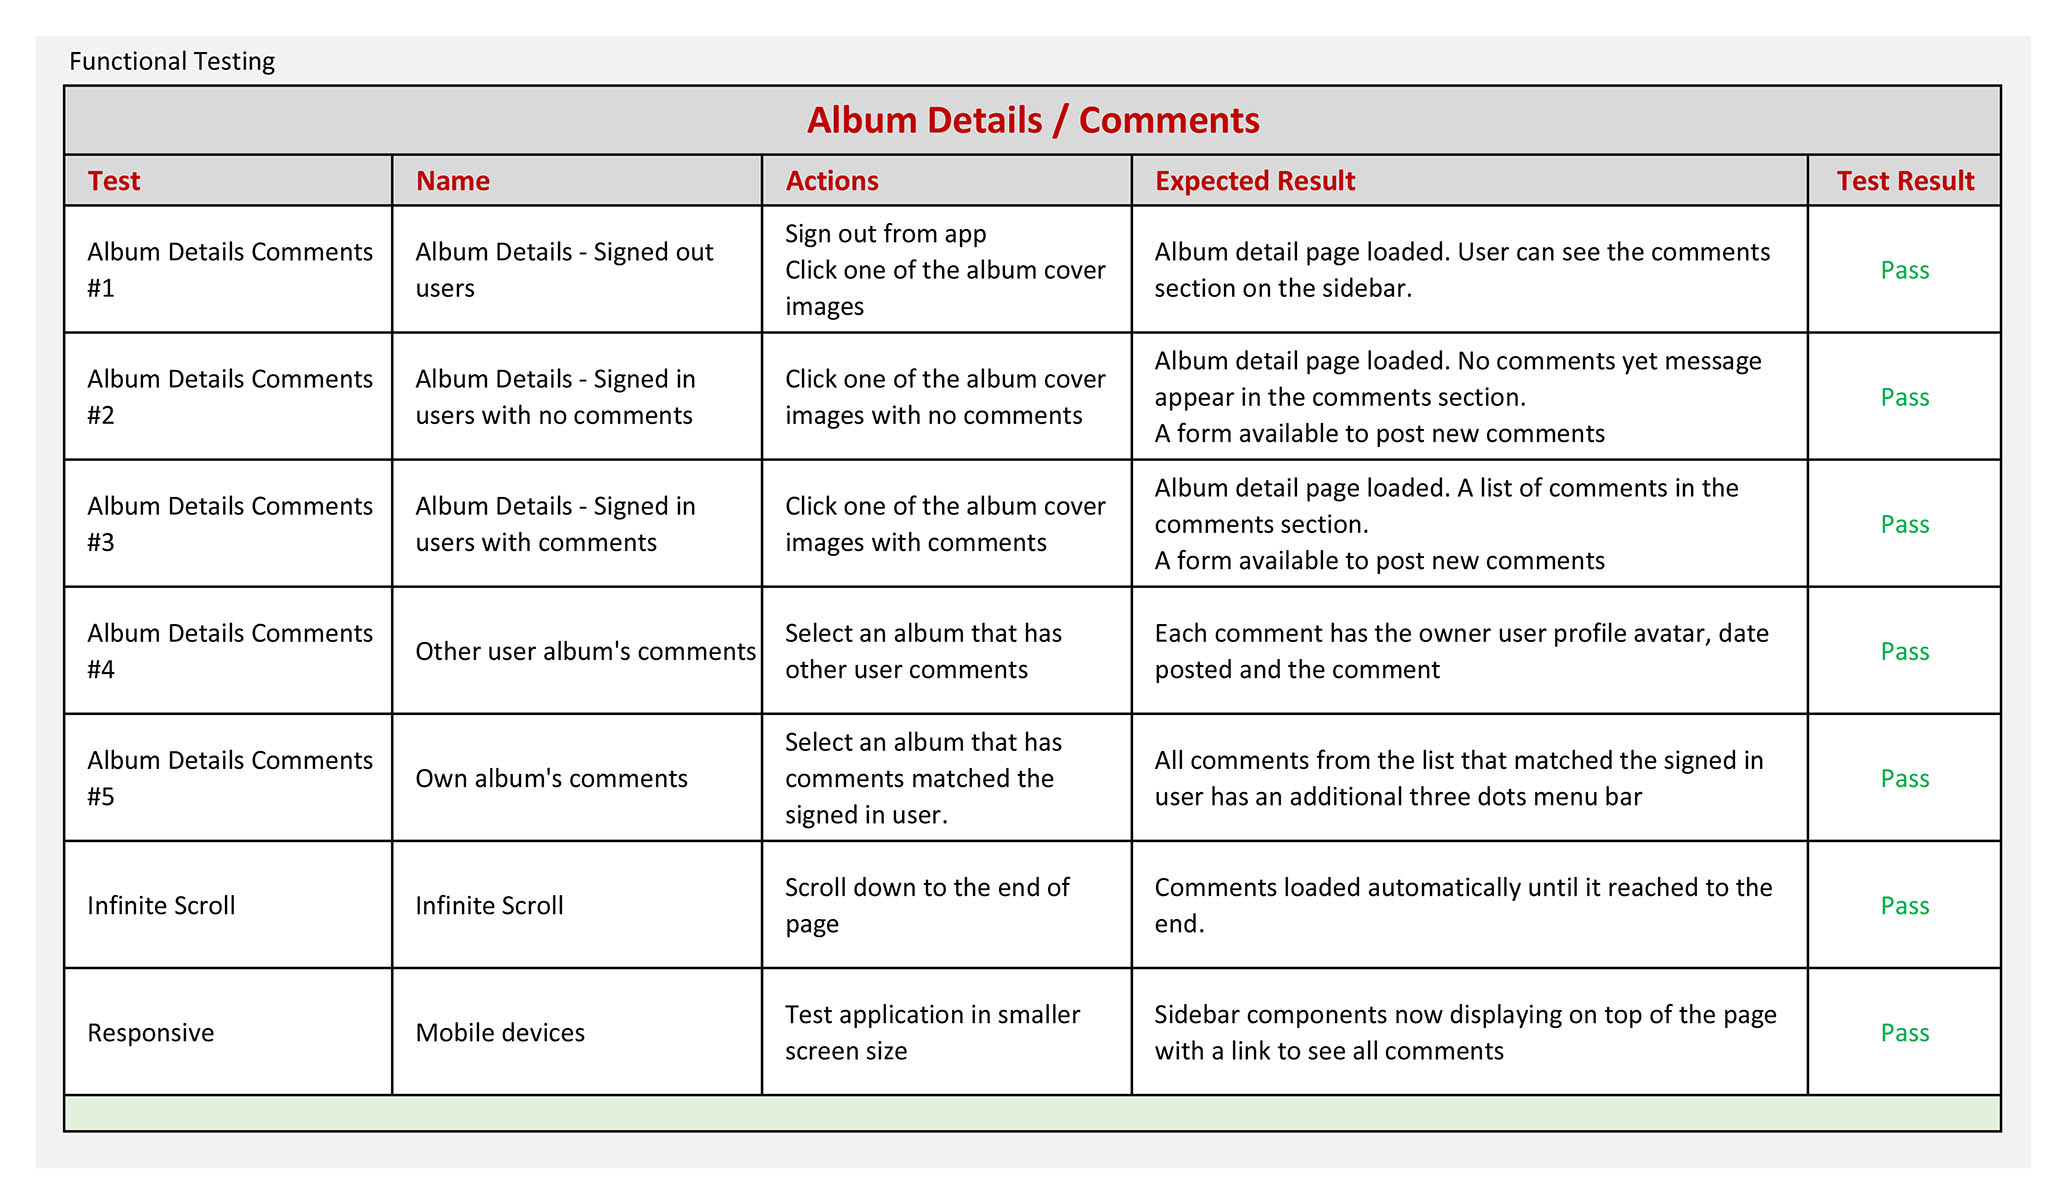 Functional Testing
Album Details / Comments
Test
Name
Actions
Expected Result
Test Result
Album Details Comments
#1
Album Details - Signed out
users
Sign out from app
Click one of the album cover
images
Album detail page loaded. User can see the comments
section on the sidebar.
Pass
Album Details Comments
#2
Album Details - Signed in
users with no comments
Click one of the album cover
images with no comments
Album detail page loaded. No comments yet message
appear in the comments section.
A form available to post new comments
Pass
Album Details Comments
#3
Album Details - Signed in
users with comments
Click one of the album cover
images with comments
Album detail page loaded. A list of comments in the
comments section.
A form available to post new comments
Pass
Album Details Comments
#4
Other user album's comments
Select an album that has
other user comments
Each comment has the owner user profile avatar, date
posted and the comment
Pass
Album Details Comments
#5
Own album's comments
Select an album that has
comments matched the
signed in user.
All comments from the list that matched the signed in
user has an additional three dots menu bar
Pass
Infinite Scroll
Infinite Scroll
Scroll down to the end of
page
Comments loaded automatically until it reached to the
end.
Pass
Responsive
Mobile devices
Test application in smaller
screen size
Sidebar components now displaying on top of the page
with a link to see all comments
Pass